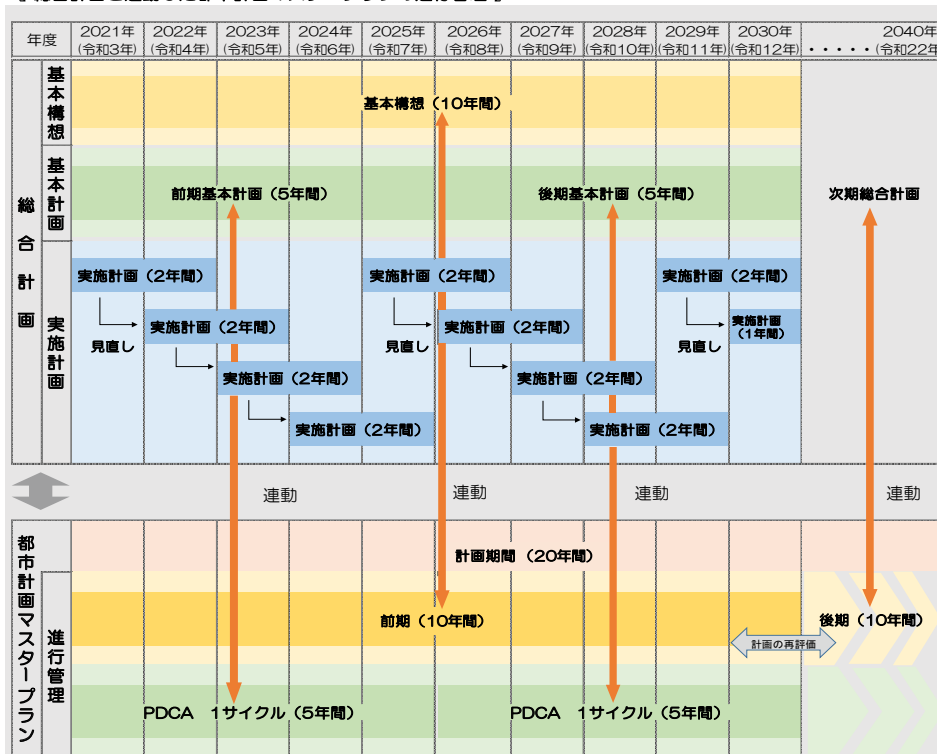 年度
2021年 2022年 2023年 2024年 2025年 2026年 2027年 2028年 2029年 2030年 2040年
(令和3年) (令和4年) (令和5年) (令和6年) (令和7年) (令和8年) (令和9年) (令和10年) (令和11年) (令和12年) ・・・・・(令和22年
総合計画
基本構想
基本構想(10年間)
基本計画
前期基本計画(5年間) 後期基本計画(5年間) 次期総合計画
実施計画
実施計画(2年間) 実施計画(2年間) 実施計画(2年間)
実施計画(2年間) 実施計画(2年間) 実施計画
(1年間)
見直し 見直し 見直し
実施計画(2年間) 実施計画(2年間)
実施計画(2年間) 実施計画(2年間)
連動 連動 連動 連動
都市計画マスタープラン
計画期間(20年間)
進行管理
前期(10年間) 後期(10年間)
計画の再評価
PDCA 1サイクル(5年間) PDCA 1サイクル(5年間)